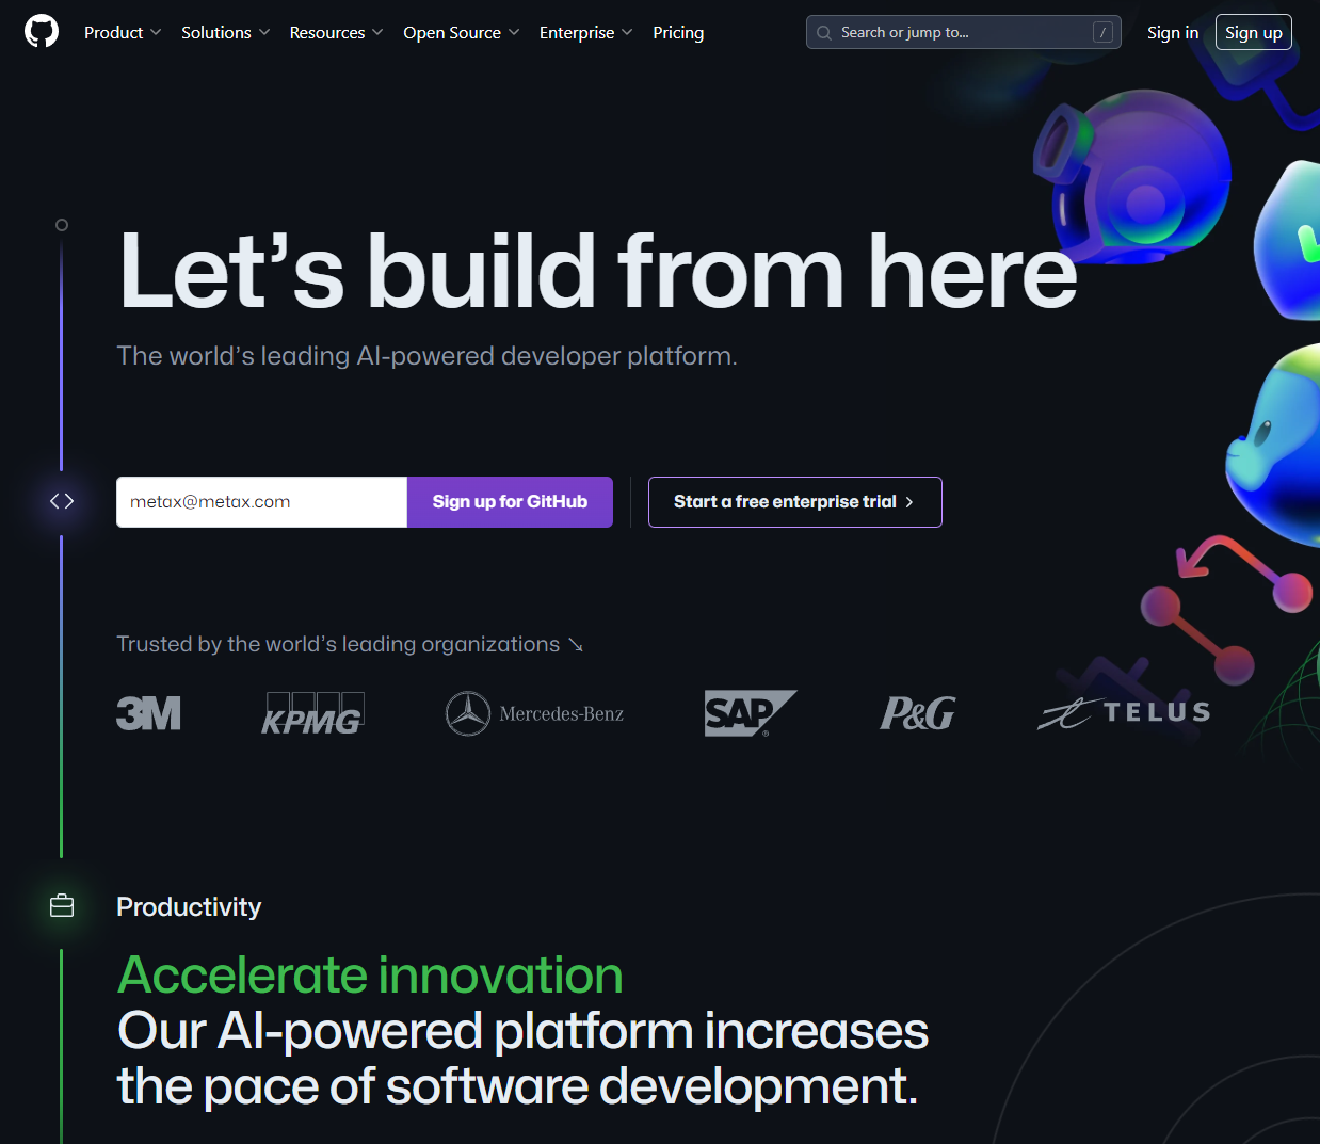 Product Solutions Resources Open Source Enterprise Pricing Search or jump to... / Sign in Sign up
Let’s build from here
The world’s leading AI-powered developer platform.
metax@metax.com Sign up for GitHub Start a free enterprise trial
Trusted by the world’s leading organizations
3M KPMG Mercedes-Benz SAP® P&G TELUS
Productivity
Accelerate innovation
Our AI-powered platform increases
the pace of software development.